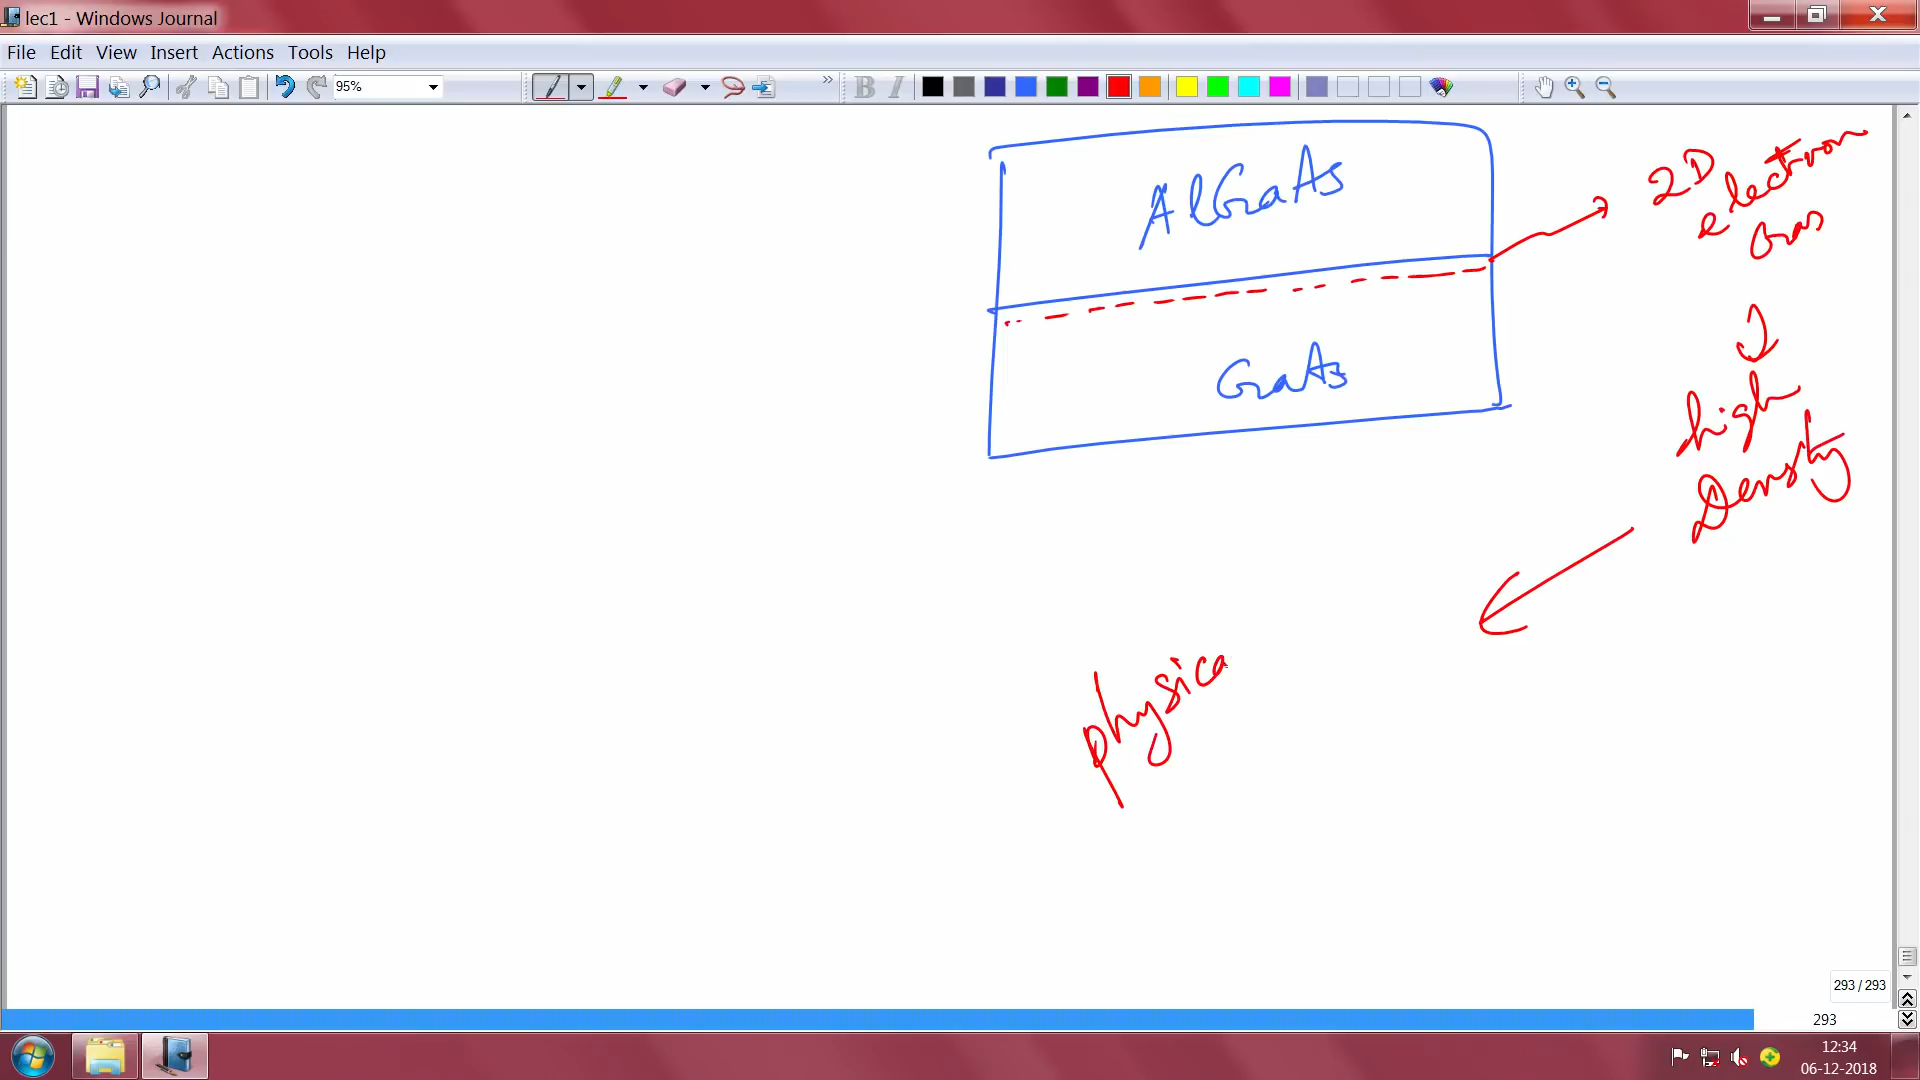 lec1 - Windows Journal
File Edit View Insert Actions Tools Help
95%
B I
AlGaAs
2D
electron
Gas
GaAs
high
Density
physica
293 / 293
293
12:34
06-12-2018